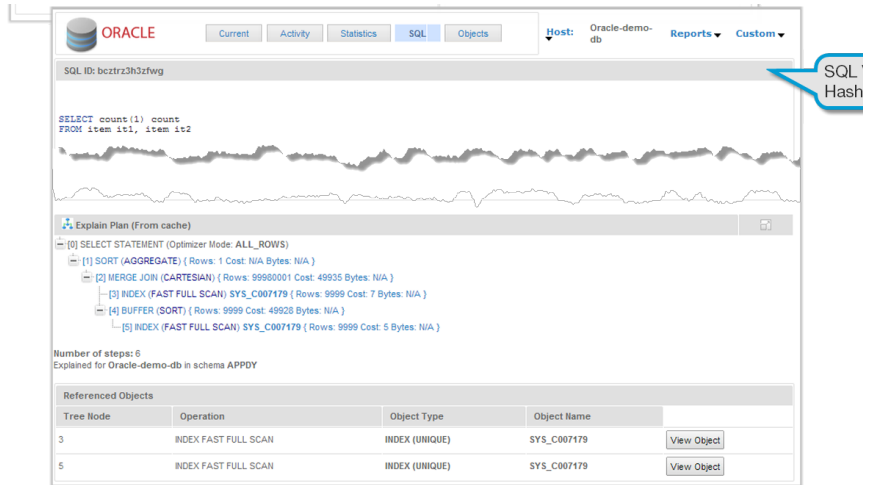 ORACLE
Current Activity Statistics SQL Objects
Host: Oracle-demo-db
Reports Custom
SQL ID: bcztrz3h3zfwg
SQL
Hash
SELECT count(1) count
FROM item it1, item it2
Explain Plan (From cache)
[0] SELECT STATEMENT (Optimizer Mode: ALL_ROWS)
[1] SORT (AGGREGATE) { Rows: 1 Cost: N/A Bytes: N/A }
[2] MERGE JOIN (CARTESIAN) { Rows: 99980001 Cost: 49935 Bytes: N/A }
[3] INDEX (FAST FULL SCAN) SYS_C007179 { Rows: 9999 Cost: 7 Bytes: N/A }
[4] BUFFER (SORT) { Rows: 9999 Cost: 49928 Bytes: N/A }
[5] INDEX (FAST FULL SCAN) SYS_C007179 { Rows: 9999 Cost: 5 Bytes: N/A }
Number of steps: 6
Explained for Oracle-demo-db in schema APPDY
Referenced Objects
Tree Node Operation Object Type Object Name
3 INDEX FAST FULL SCAN INDEX (UNIQUE) SYS_C007179 View Object
5 INDEX FAST FULL SCAN INDEX (UNIQUE) SYS_C007179 View Object